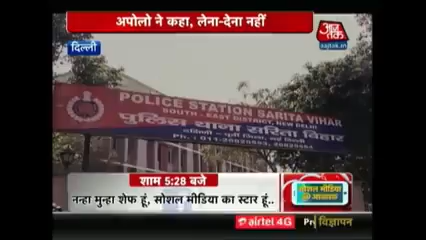 अपोलो ने कहा, लेना-देना नहीं
दिल्ली
आज तक
aajtak.in
POLICE STATION SARITA VIHAR
SOUTH - EAST DISTRICT, NEW DELHI
पुलिस थाना सरिता विहार
शाम 5:28 बजे
नन्हा मुन्हा शेफ हूं, सोशल मीडिया का स्टार हूं..
सोशल मीडिया
airtel 4G
विज्ञापन